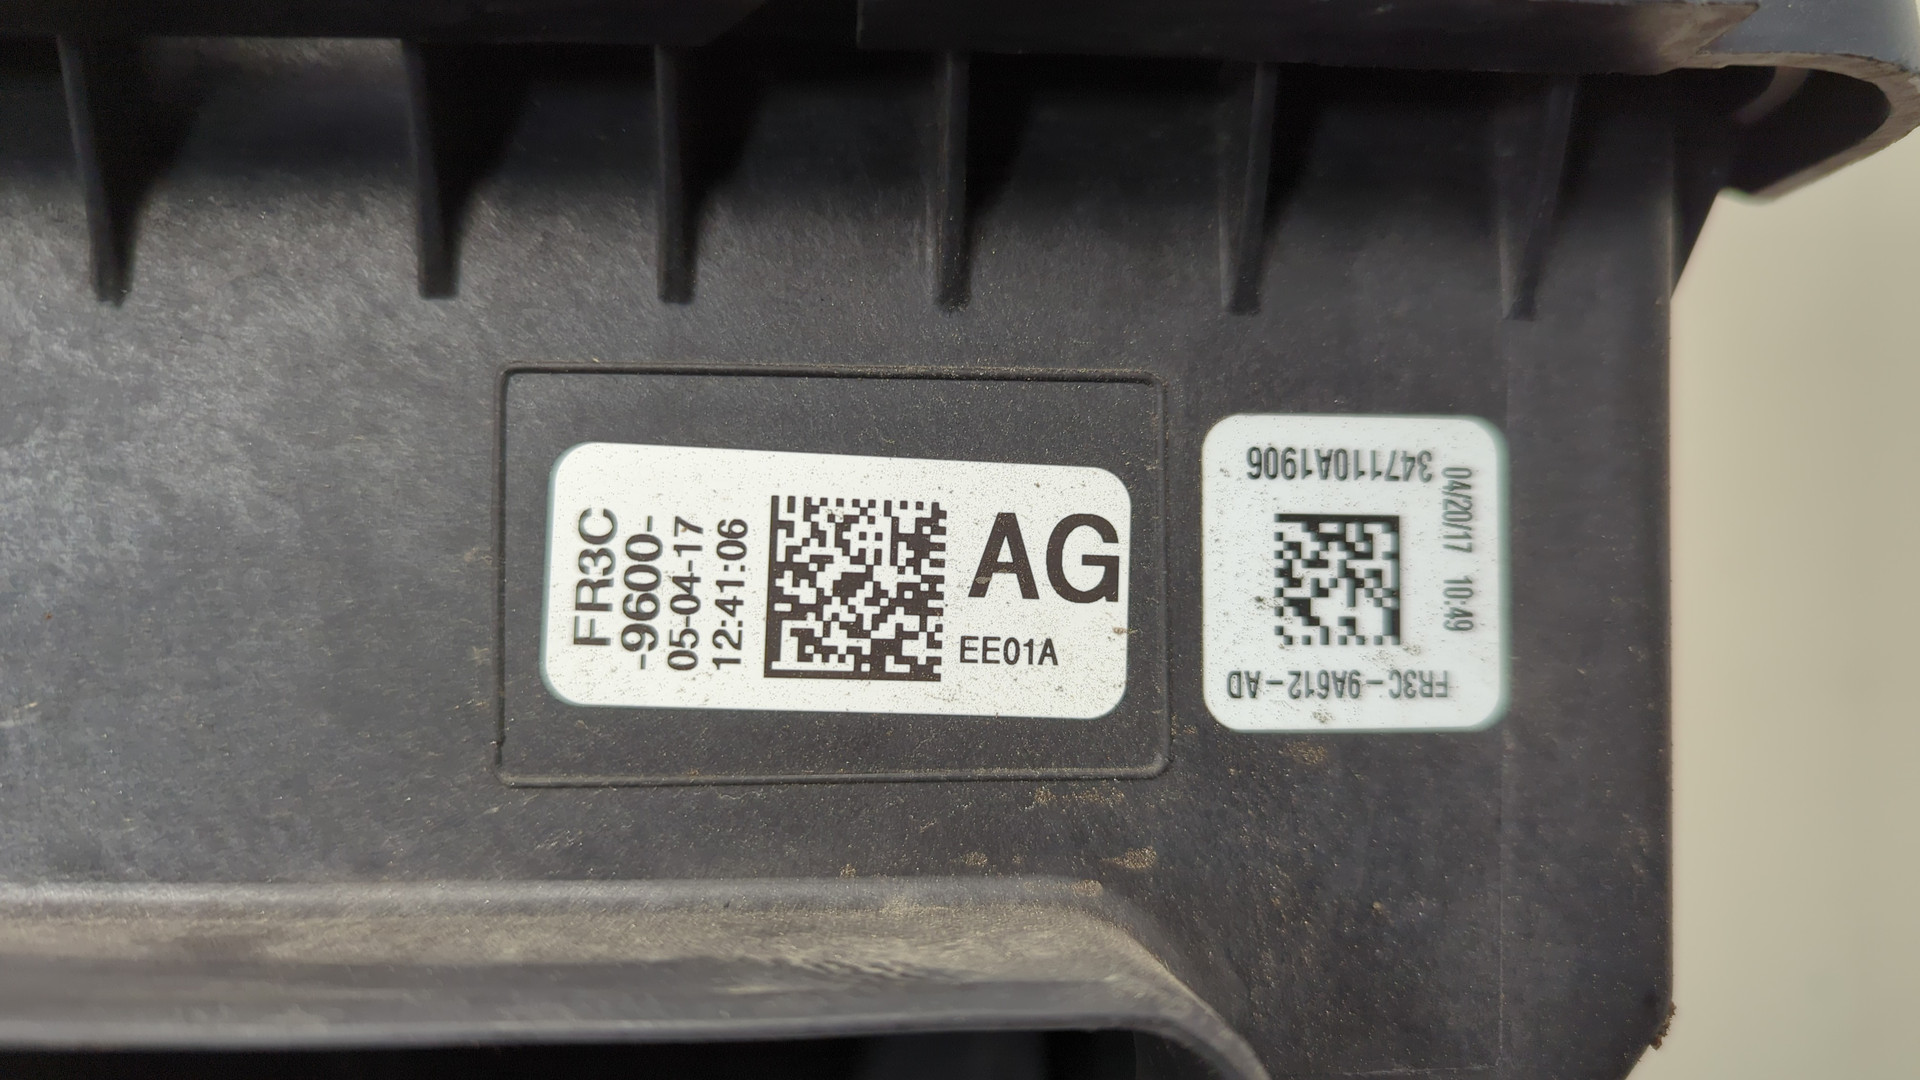 FR3C
-9600-
05-04-17
12:41:06
AG
EE01A
347110A1906
04/20/17 10:49
FR3C-9A612-AD